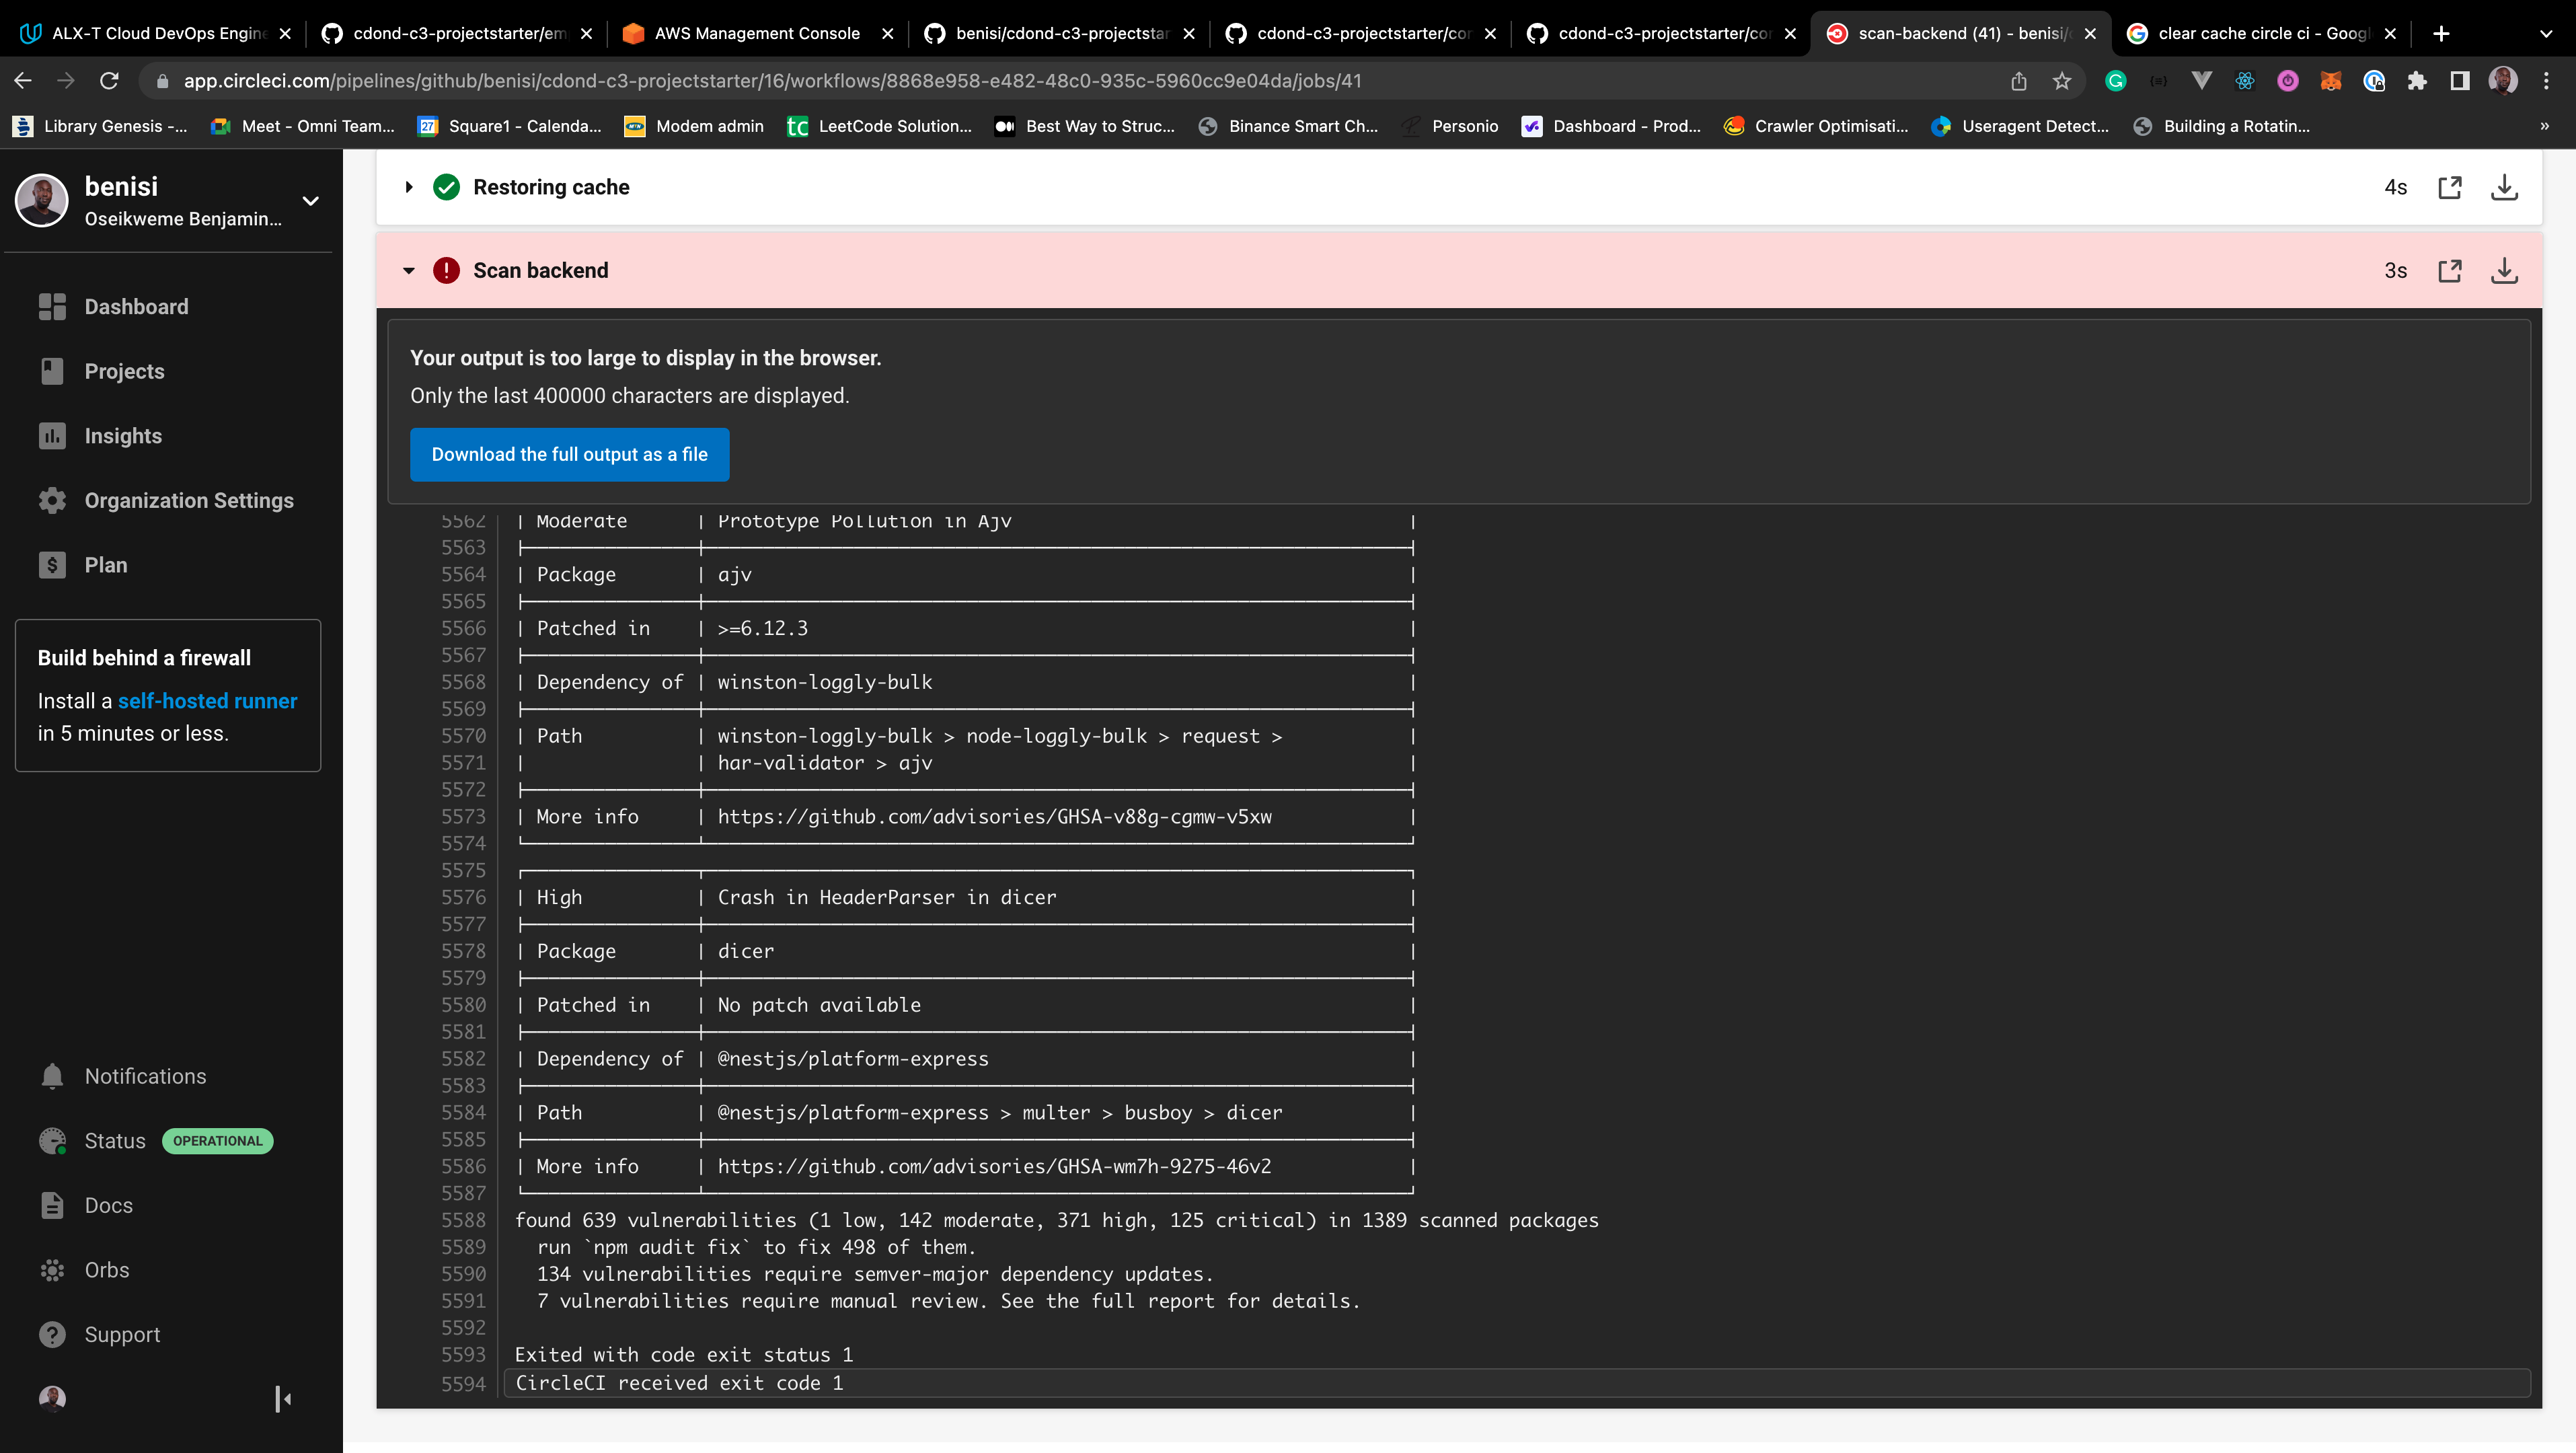 ALX-T Cloud DevOps Engine
cdond-c3-projectstarter/em
AWS Management Console
benisi/cdond-c3-projectstar
cdond-c3-projectstarter/cor
cdond-c3-projectstarter/cor
scan-backend (41) - benisi/
clear cache circle ci - Googl
app.circleci.com/pipelines/github/benisi/cdond-c3-projectstarter/16/workflows/8868e958-e482-48c0-935c-5960cc9e04da/jobs/41
Library Genesis -...
Meet - Omni Team...
27
Square1 - Calenda...
Modem admin
tc
LeetCode Solution...
Best Way to Struc...
Binance Smart Ch...
Personio
Dashboard - Prod...
Crawler Optimisati...
Useragent Detect...
Building a Rotatin...
»
benisi
Oseikweme Benjamin...
Dashboard
Projects
Insights
Organization Settings
Plan
Build behind a firewall
Install a self-hosted runner
in 5 minutes or less.
Notifications
Status OPERATIONAL
Docs
Orbs
Support
Restoring cache
4s
Scan backend
3s
Your output is too large to display in the browser.
Only the last 400000 characters are displayed.
Download the full output as a file
5562 | Moderate | Prototype Pollution in Ajv |
5563
5564 | Package | ajv |
5565
5566 | Patched in | >=6.12.3 |
5567
5568 | Dependency of | winston-loggly-bulk |
5569
5570 | Path | winston-loggly-bulk > node-loggly-bulk > request > |
5571 | | har-validator > ajv |
5572
5573 | More info | https://github.com/advisories/GHSA-v88g-cgmw-v5xw |
5574
5575
5576 | High | Crash in HeaderParser in dicer |
5577
5578 | Package | dicer |
5579
5580 | Patched in | No patch available |
5581
5582 | Dependency of | @nestjs/platform-express |
5583
5584 | Path | @nestjs/platform-express > multer > busboy > dicer |
5585
5586 | More info | https://github.com/advisories/GHSA-wm7h-9275-46v2 |
5587
5588 found 639 vulnerabilities (1 low, 142 moderate, 371 high, 125 critical) in 1389 scanned packages
5589 run `npm audit fix` to fix 498 of them.
5590 134 vulnerabilities require semver-major dependency updates.
5591 7 vulnerabilities require manual review. See the full report for details.
5592
5593 Exited with code exit status 1
5594 CircleCI received exit code 1